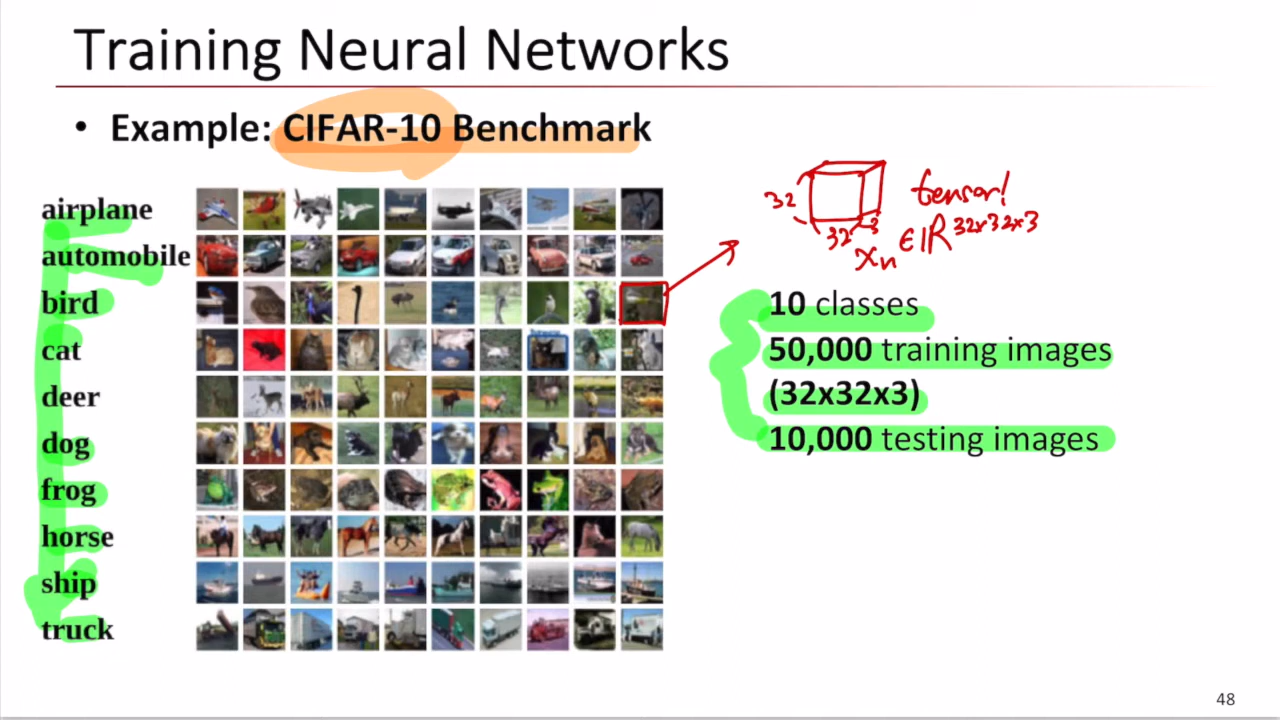 Training Neural Networks
• Example: CIFAR-10 Benchmark
airplane
automobile
bird
cat
deer
dog
frog
horse
ship
truck
32
32
3
tensor!
xn ∈ ℝ^32x32x3
10 classes
50,000 training images
(32x32x3)
10,000 testing images
48